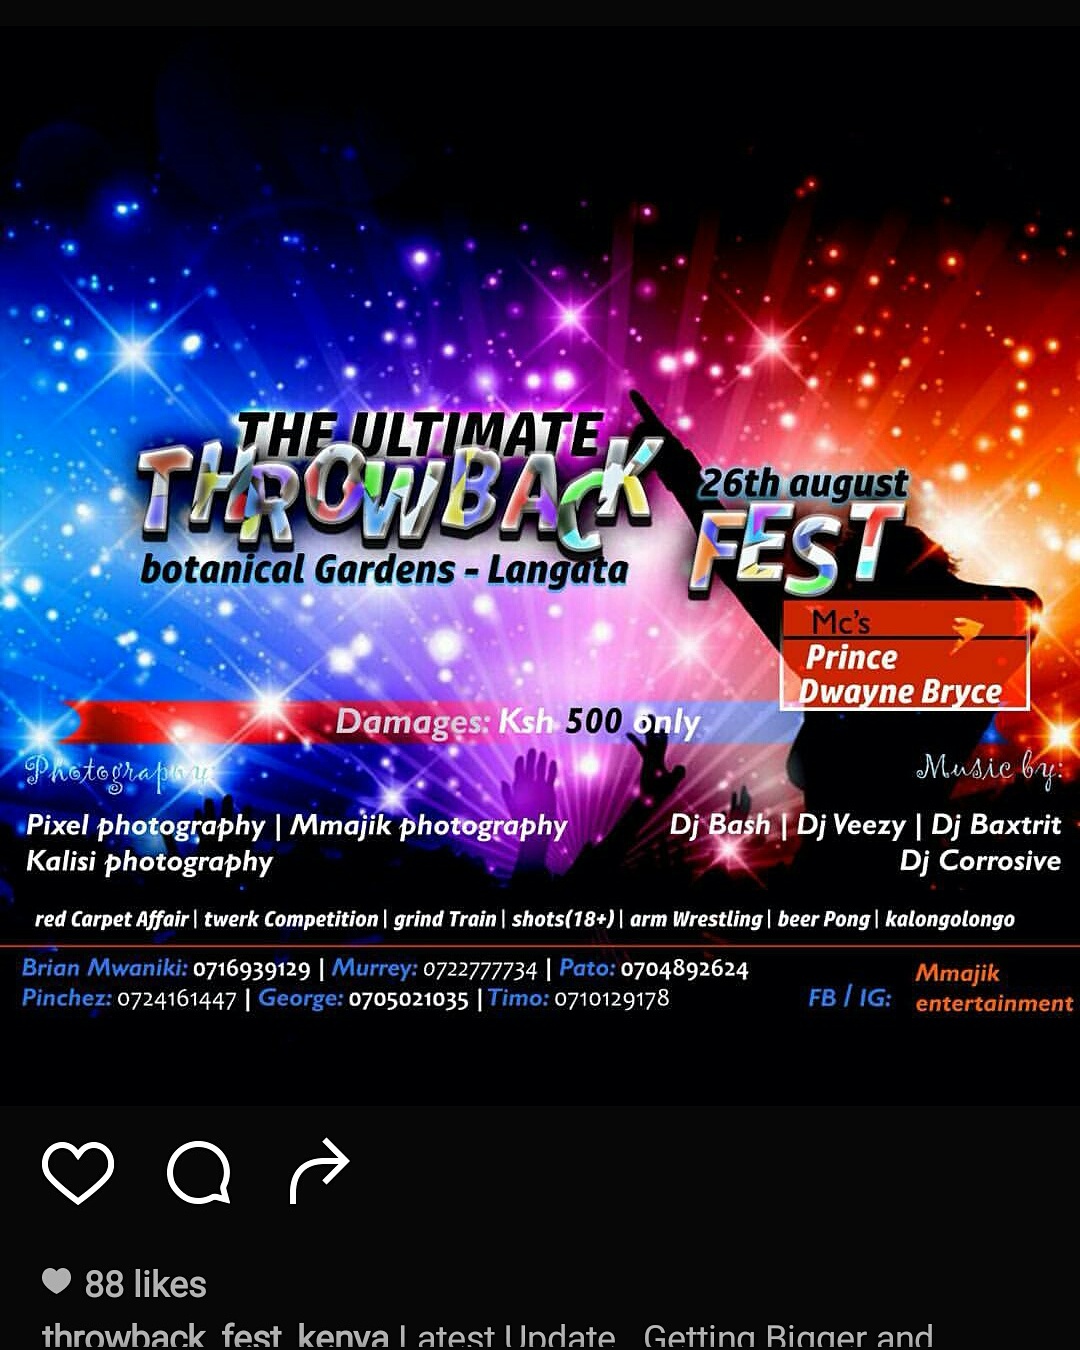 THE ULTIMATE
THROWBACK
26th august
FEST
botanical Gardens - Langata
Mc's
Prince
Dwayne Bryce
Damages: Ksh 500 only
Photography:
Music by:
Pixel photography | Mmajik photography
Kalisi photography
Dj Bash | Dj Veezy | Dj Baxtrit
Dj Corrosive
red Carpet Affair| twerk Competition| grind Train| shots(18+)| arm Wrestling| beer Pong| kalongolongo
Brian Mwaniki: 0716939129 | Murrey: 0722777734 | Pato: 0704892624
Pinchez: 0724161447 | George: 0705021035 | Timo: 0710129178
FB / IG:
Mmajik
entertainment
88 likes
throwback_fest_kenya Latest Update.. Getting Bigger and